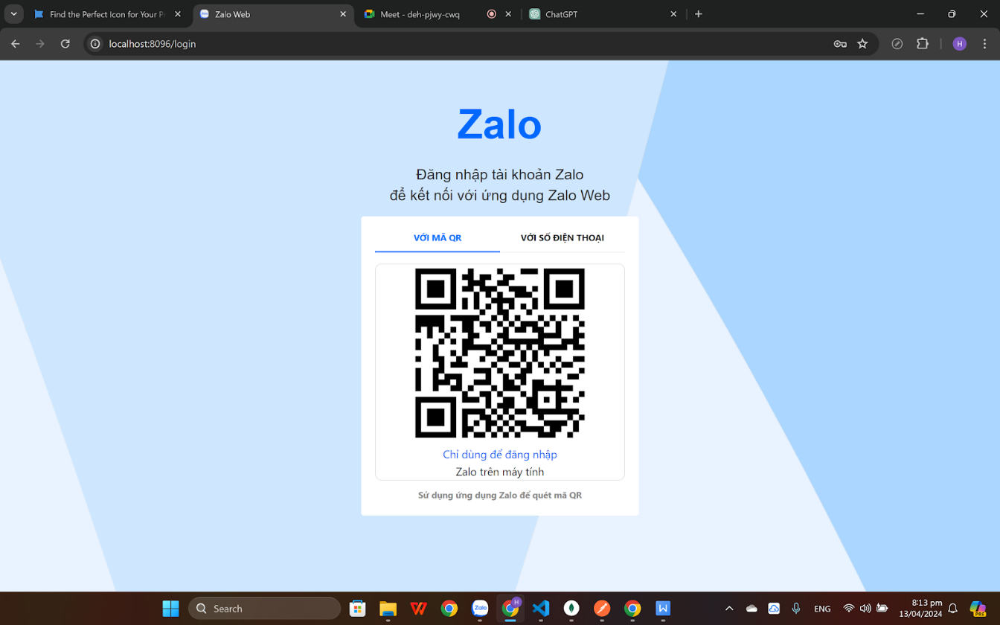 Find the Perfect Icon for Your P
Zalo Web
Meet - deh-pjwy-cwq
ChatGPT
localhost:8096/login
H
Zalo
Đăng nhập tài khoản Zalo
để kết nối với ứng dụng Zalo Web
VỚI MÃ QR
VỚI SỐ ĐIỆN THOẠI
Chỉ dùng để đăng nhập
Zalo trên máy tính
Sử dụng ứng dụng Zalo để quét mã QR
Search
Zalo
H
W
ENG
8:13 pm
13/04/2024
PRE